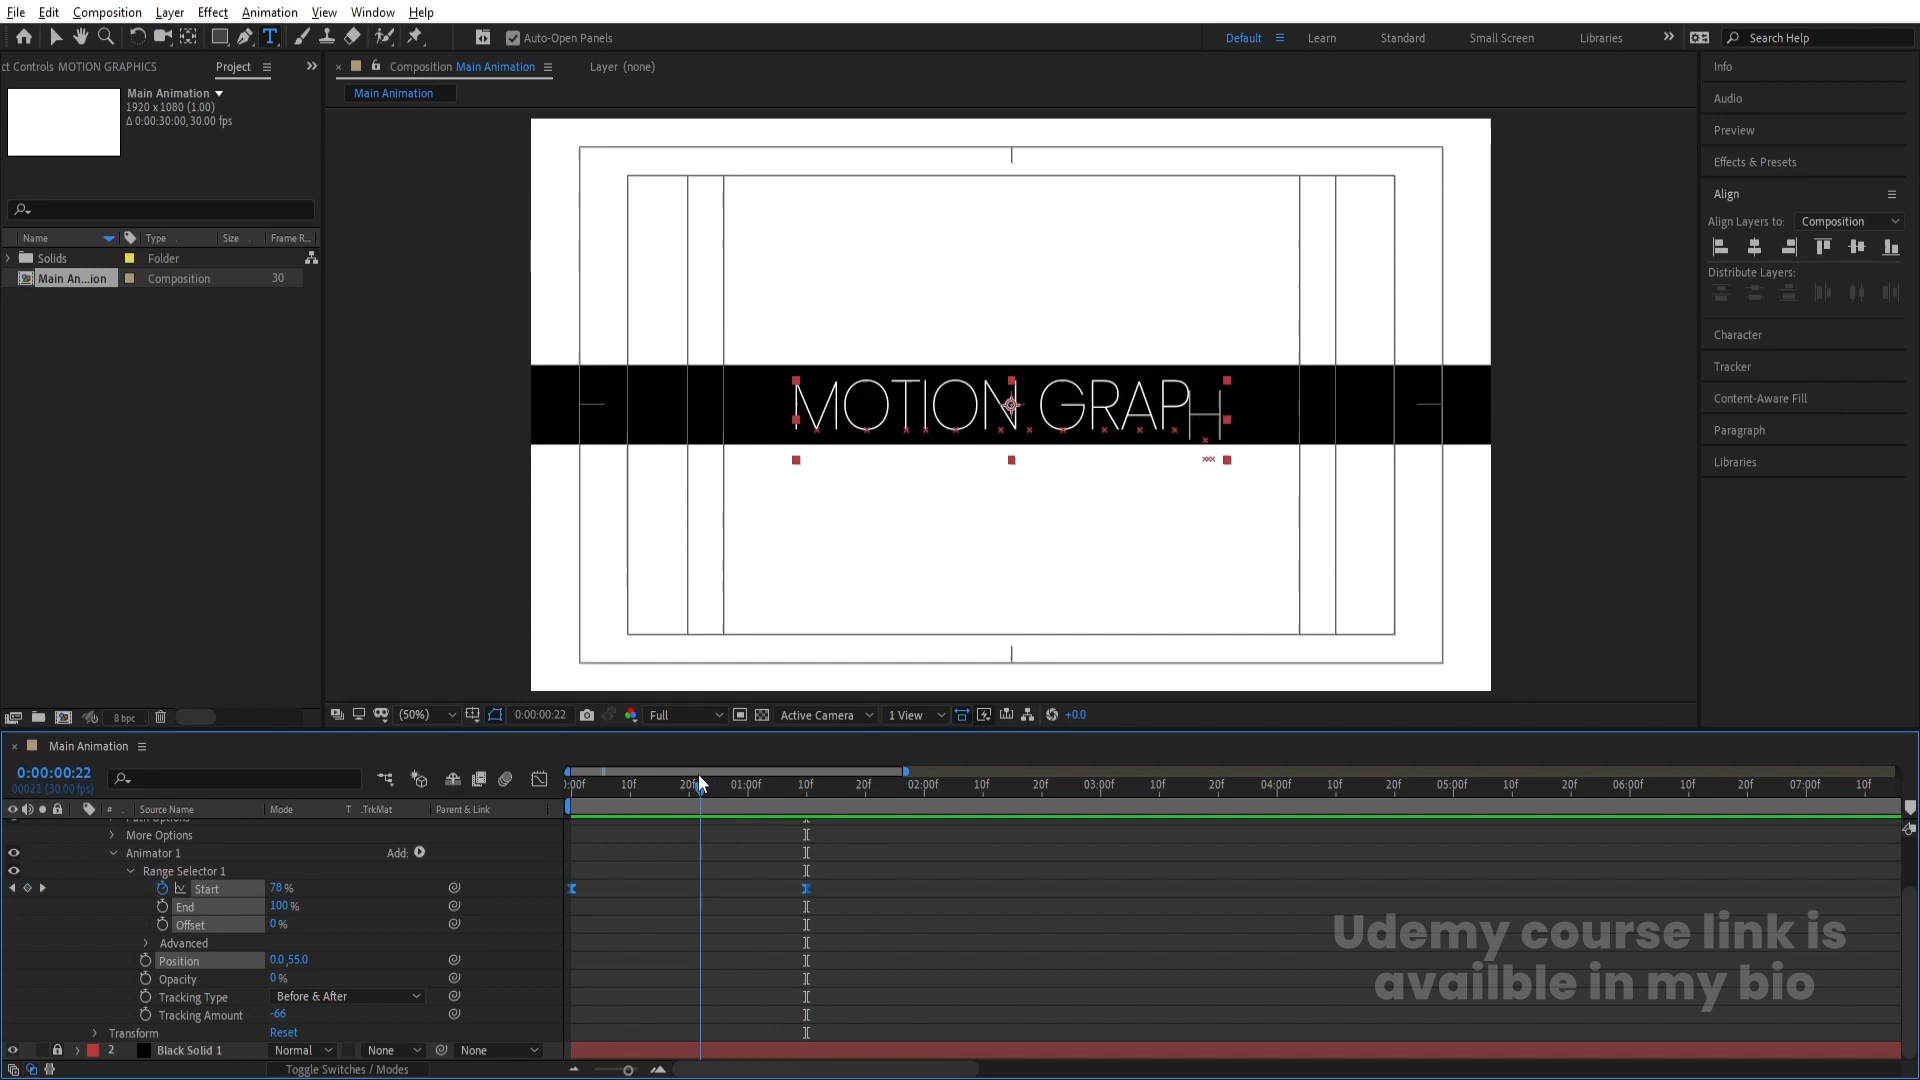 File Edit Composition Layer Effect Animation View Window Help
Auto-Open Panels
Default Learn Standard Small Screen Libraries Search Help
ct Controls MOTION GRAPHICS Project
Composition Main Animation Layer (none)
Main Animation
Main Animation
1920 x 1080 (1.00)
Δ 0:00:30:00, 30.00 fps
Name Type Size Frame R...
Solids Folder
Main An...ion Composition 30
MOTION GRAPH
Info
Audio
Preview
Effects & Presets
Align
Align Layers to: Composition
Distribute Layers:
Character
Tracker
Content-Aware Fill
Paragraph
Libraries
8 bpc
(50%) 0:00:00:22 Full Active Camera 1 View +0.0
Main Animation
0:00:00:22
00022 (30.00 fps)
):00f 10f 20f 01:00f 10f 20f 02:00f 10f 20f 03:00f 10f 20f 04:00f 10f 20f 05:00f 10f 20f 06:00f 10f 20f 07:00f 10f
# Source Name Mode T .TrkMat Parent & Link
Path Options
More Options
Animator 1 Add:
Range Selector 1
Start 78 %
End 100 %
Offset 0 %
Advanced
Position 0.0,55.0
Opacity 0 %
Tracking Type Before & After
Tracking Amount -66
Transform Reset
2 Black Solid 1 Normal None None
Toggle Switches / Modes
Udemy course link is
availble in my bio